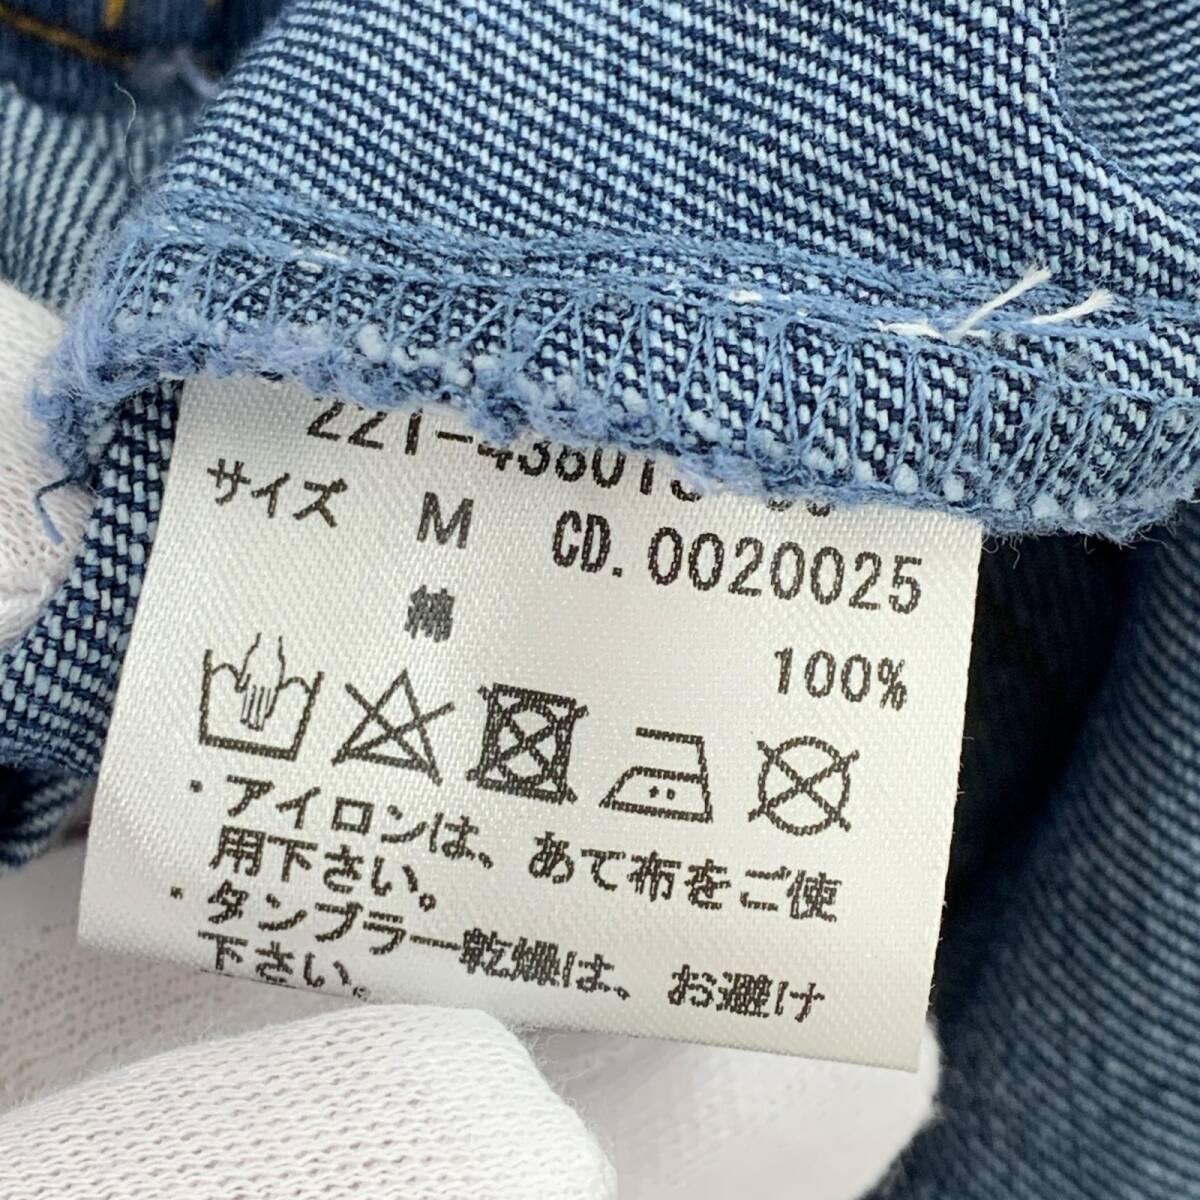 サイズ M CD.0020025
綿 100%
・アイロンは、あて布をご使
用下さい。
・タンブラー乾燥は、お避け
下さい。